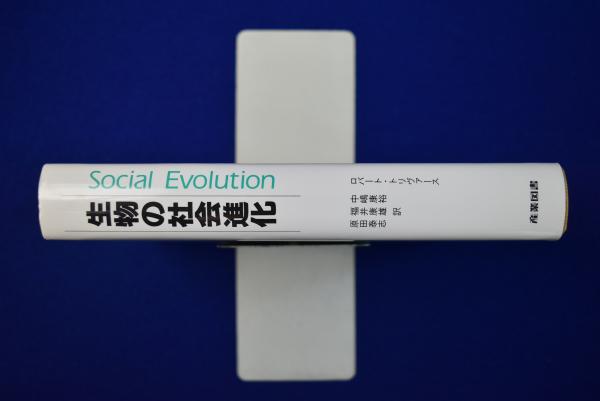 Social Evolution
生物の社会進化
ロバート・トリヴァース
中嶋康裕
福井康雄 訳
原田泰志
産業図書